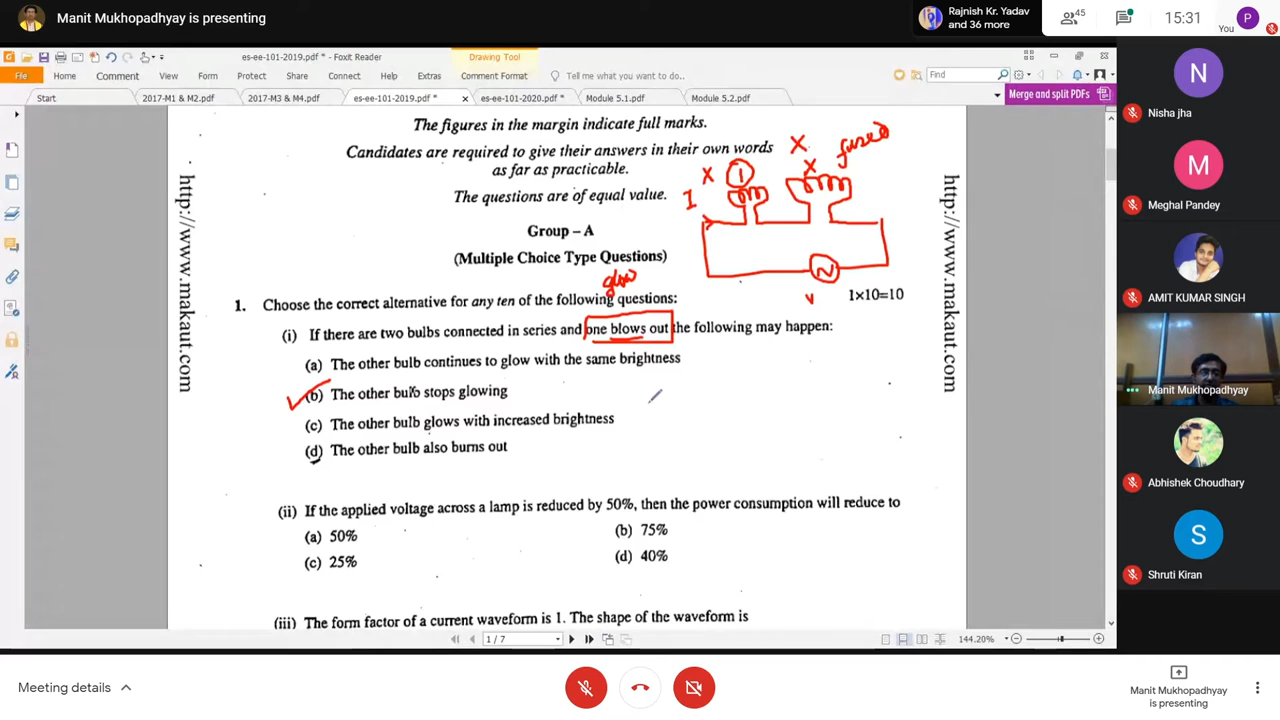 Manit Mukhopadhyay is presenting
Rajnish Kr. Yadav
and 36 more
45
15:31
You
P
es-ee-101-2019.pdf * - Foxit Reader
Drawing Tool
File
Home
Comment
View
Form
Protect
Share
Connect
Help
Extras
Comment Format
Tell me what you want to do..
Find
Start
2017-M1 & M2.pdf
2017-M3 & M4.pdf
es-ee-101-2019.pdf *
es-ee-101-2020.pdf *
Module 5.1.pdf
Module 5.2.pdf
Merge and split PDFs
The figures in the margin indicate full marks.
Candidates are required to give their answers in their own words
as far as practicable.
The questions are of equal value.
Group – A
(Multiple Choice Type Questions)
X
fused
X
X
1
I
N
v
glow
http://www.makaut.com
http://www.makaut.com
1. Choose the correct alternative for any ten of the following questions:
1×10=10
(i) If there are two bulbs connected in series and one blows out the following may happen:
(a) The other bulb continues to glow with the same brightness
(b) The other bulb stops glowing
(c) The other bulb glows with increased brightness
(d) The other bulb also burns out
(ii) If the applied voltage across a lamp is reduced by 50%, then the power consumption will reduce to
(a) 50%
(b) 75%
(c) 25%
(d) 40%
(iii) The form factor of a current waveform is 1. The shape of the waveform is
1 / 7
144.20%
N
Nisha jha
M
Meghal Pandey
AMIT KUMAR SINGH
Manit Mukhopadhyay
Abhishek Choudhary
S
Shruti Kiran
Meeting details
Manit Mukhopadhyay
is presenting